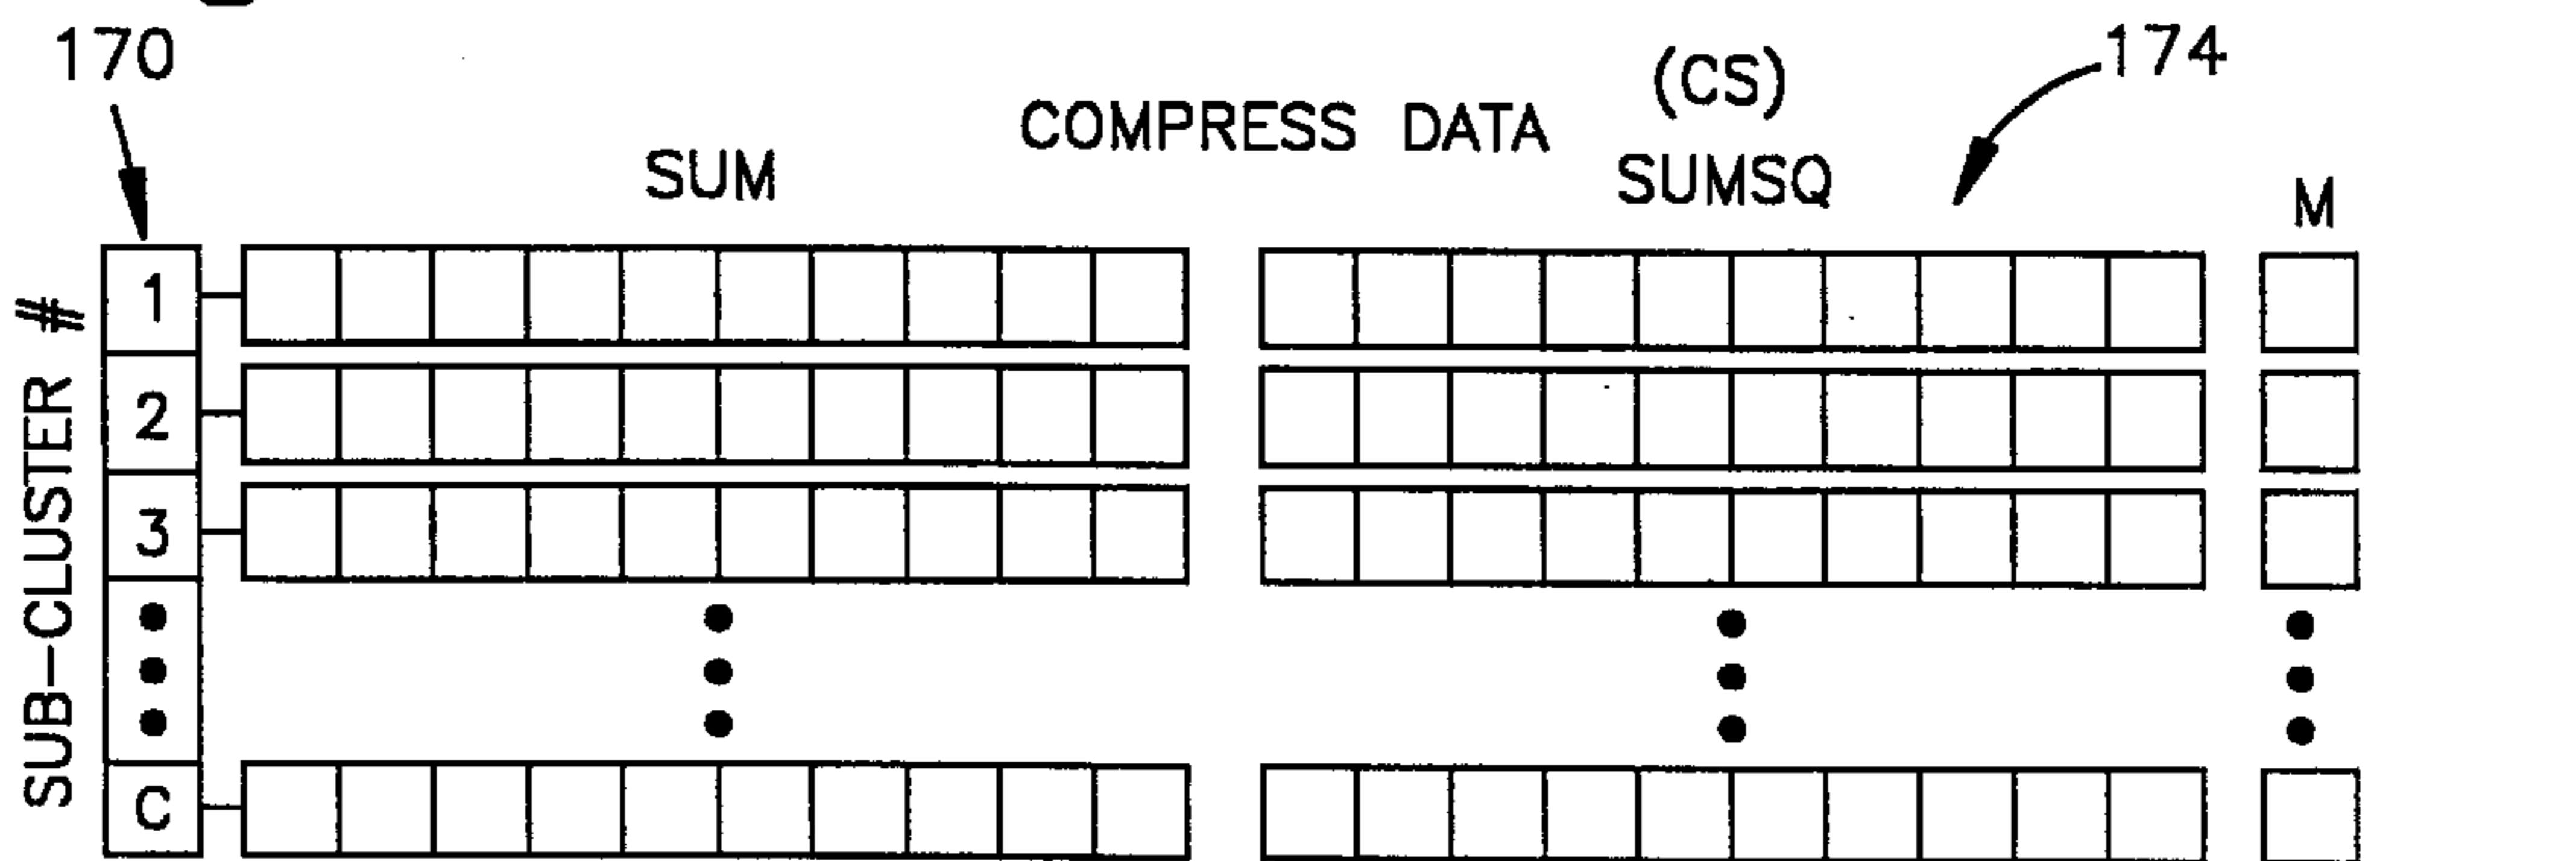 170
174
(CS)
COMPRESS DATA
SUM
SUMSQ
M
SUB-CLUSTER #
1
2
3
C